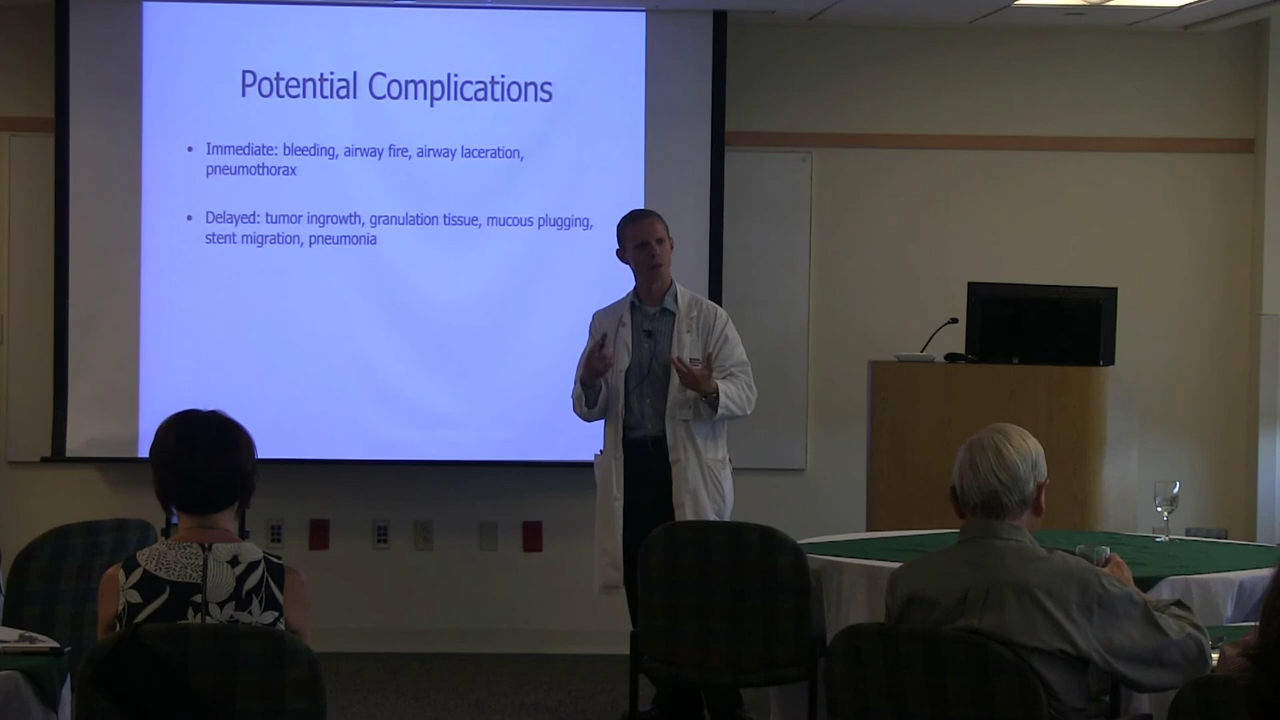 Potential Complications
• Immediate: bleeding, airway fire, airway laceration,
pneumothorax
• Delayed: tumor ingrowth, granulation tissue, mucous plugging,
stent migration, pneumonia